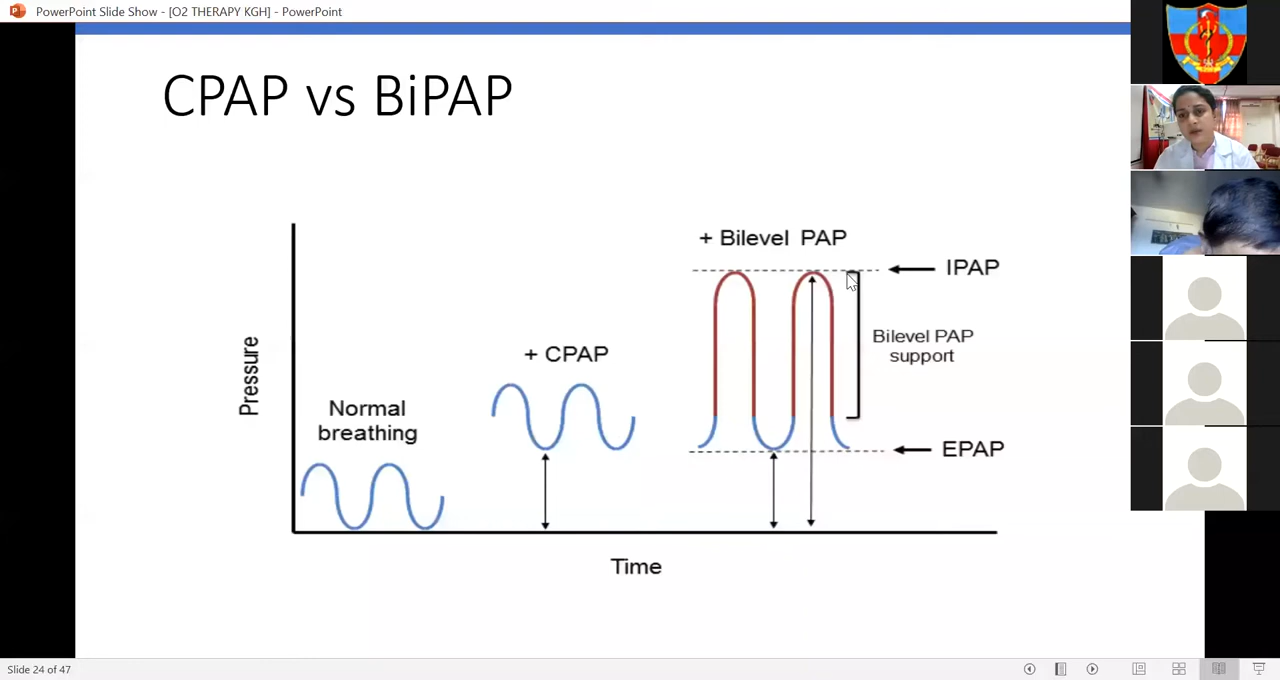 PowerPoint Slide Show - [O2 THERAPY KGH] - PowerPoint
CPAP vs BiPAP
+ Bilevel PAP
IPAP
Bilevel PAP
support
+ CPAP
Pressure
Normal
breathing
EPAP
Time
Slide 24 of 47